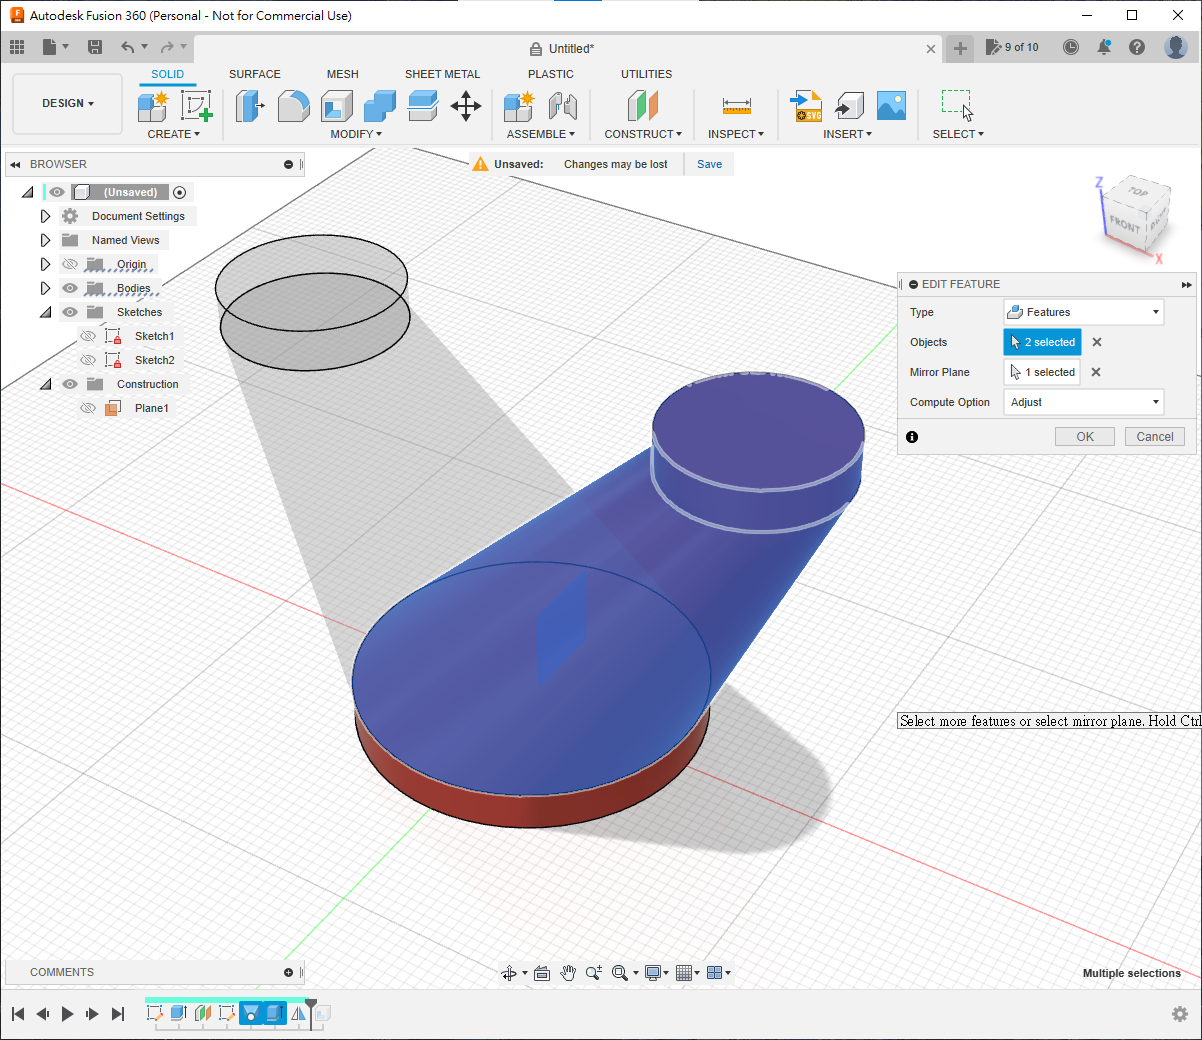 Autodesk Fusion 360 (Personal - Not for Commercial Use)
Untitled*
9 of 10
DESIGN
SOLID SURFACE MESH SHEET METAL PLASTIC UTILITIES
CREATE MODIFY ASSEMBLE CONSTRUCT INSPECT INSERT SELECT
SVG
BROWSER
Unsaved: Changes may be lost Save
(Unsaved)
Document Settings
Named Views
Origin
Bodies
Sketches
Sketch1
Sketch2
Construction
Plane1
Z
TOP
FRONT
X
EDIT FEATURE
Type Features
Objects 2 selected
Mirror Plane 1 selected
Compute Option Adjust
OK Cancel
Select more features or select mirror plane. Hold Ctrl
COMMENTS
Multiple selections